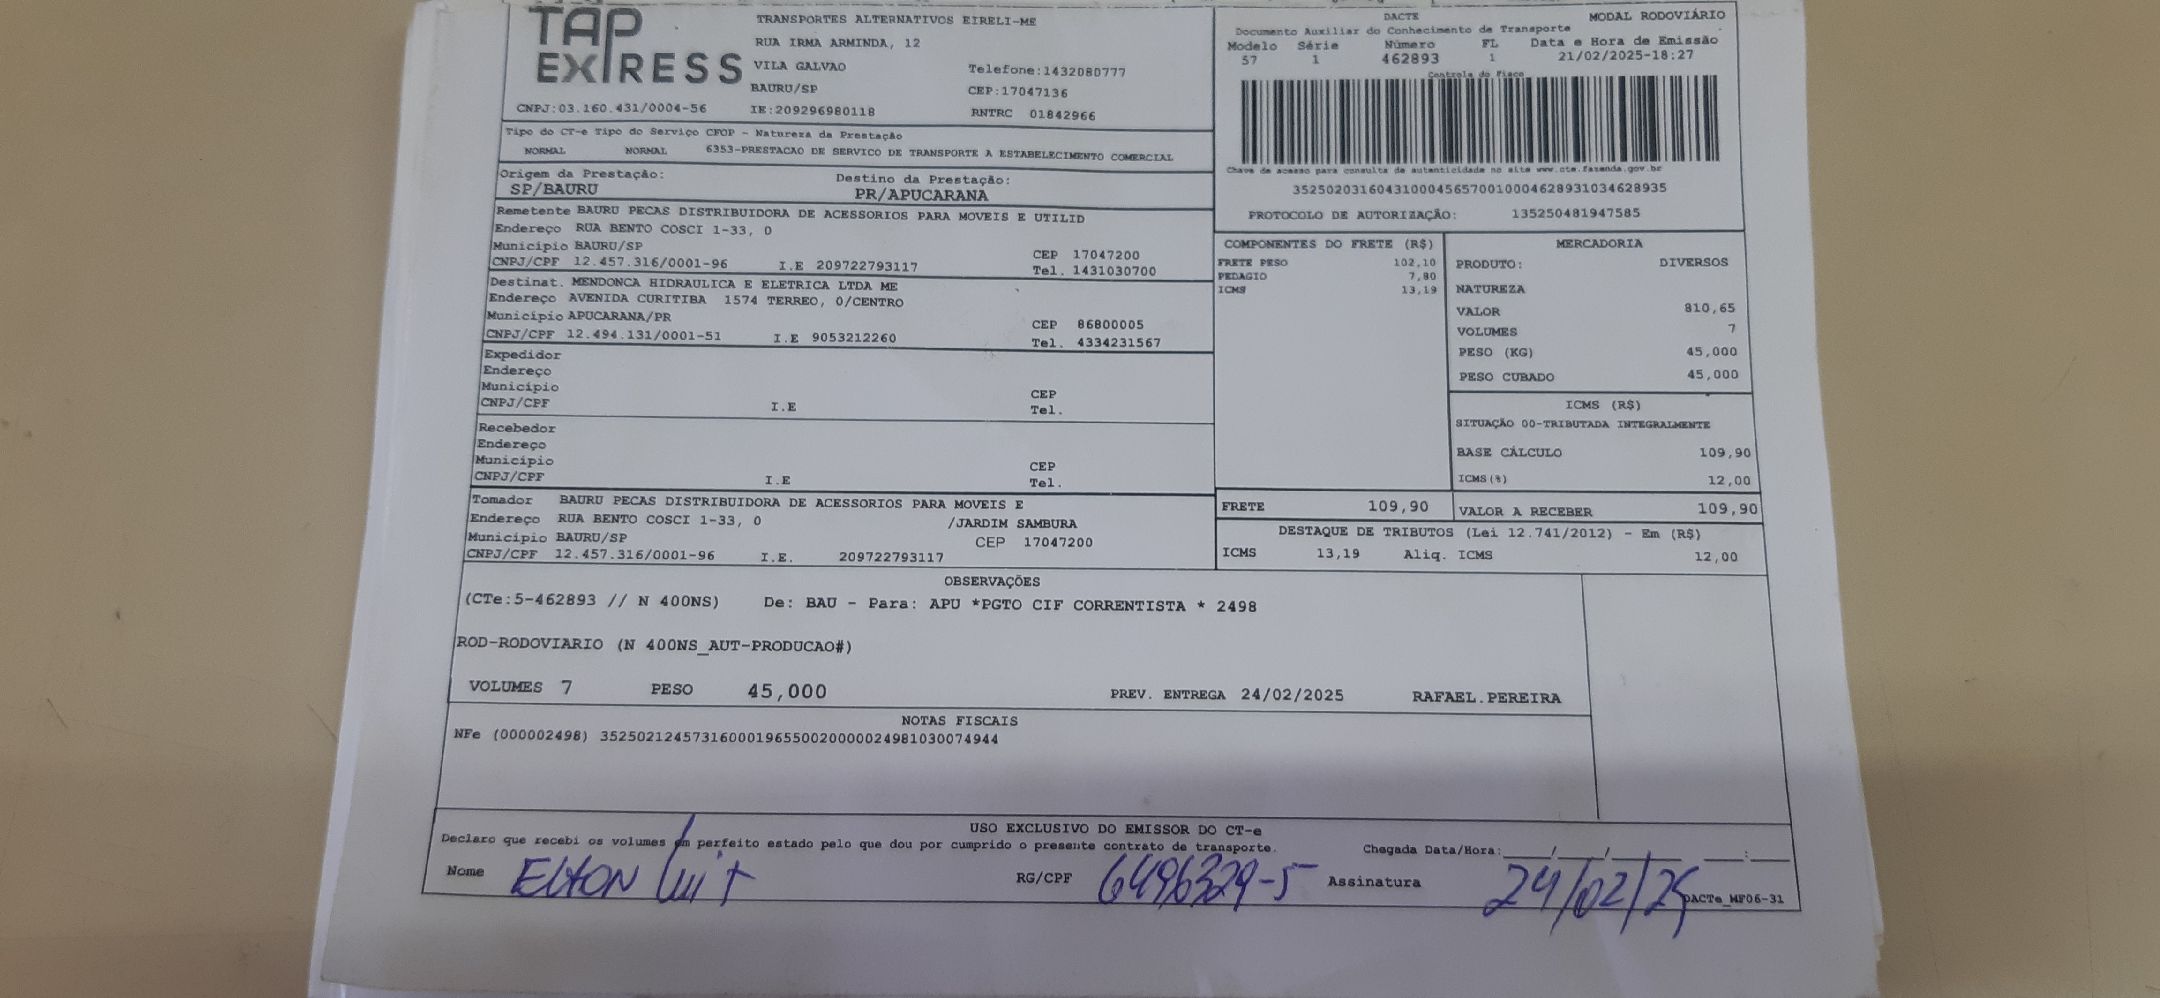 TAP EXPRESS
TRANSPORTES ALTERNATIVOS EIRELI-ME
RUA IRMA ARMINDA, 12
VILA GALVAO
Telefone:1432080777
BAURU/SP
CEP:17047136
CNPJ:03.160.431/0004-56
IE:209296980118
RNTRC 01842966
DACTE
MODAL RODOVIÁRIO
Documento Auxiliar do Conhecimento de Transporte
Modelo Série Número FL Data e Hora de Emissão
57 1 462893 1 21/02/2025-18:27
Controle do Fisco
Chave de acesso para consulta de autenticidade no site www.cte.fazenda.gov.br
35250203160431000456570010004628931034628935
PROTOCOLO DE AUTORIZAÇÃO: 135250481947585
Tipo do CT-e Tipo do Serviço CFOP - Natureza da Prestação
NORMAL NORMAL 6353-PRESTACAO DE SERVICO DE TRANSPORTE A ESTABELECIMENTO COMERCIAL
Origem da Prestação: Destino da Prestação:
SP/BAURU PR/APUCARANA
Remetente BAURU PECAS DISTRIBUIDORA DE ACESSORIOS PARA MOVEIS E UTILID
Endereço RUA BENTO COSCI 1-33, 0
Município BAURU/SP CEP 17047200
CNPJ/CPF 12.457.316/0001-96 I.E 209722793117 Tel. 1431030700
Destinat. MENDONCA HIDRAULICA E ELETRICA LTDA ME
Endereço AVENIDA CURITIBA 1574 TERREO, 0/CENTRO
Município APUCARANA/PR CEP 86800005
CNPJ/CPF 12.494.131/0001-51 I.E 9053212260 Tel. 4334231567
Expedidor
Endereço
Município CEP
CNPJ/CPF I.E Tel.
Recebedor
Endereço
Município CEP
CNPJ/CPF I.E Tel.
Tomador BAURU PECAS DISTRIBUIDORA DE ACESSORIOS PARA MOVEIS E
Endereço RUA BENTO COSCI 1-33, 0 /JARDIM SAMBURA
Município BAURU/SP CEP 17047200
CNPJ/CPF 12.457.316/0001-96 I.E. 209722793117
COMPONENTES DO FRETE (R$)
FRETE PESO 102,10
PEDAGIO 7,80
ICMS 13,19
MERCADORIA
PRODUTO: DIVERSOS
NATUREZA
VALOR 810,65
VOLUMES 7
PESO (KG) 45,000
PESO CUBADO 45,000
ICMS (R$)
SITUAÇÃO 00-TRIBUTADA INTEGRALMENTE
BASE CÁLCULO 109,90
ICMS(%) 12,00
FRETE 109,90 VALOR A RECEBER 109,90
DESTAQUE DE TRIBUTOS (Lei 12.741/2012) - Em (R$)
ICMS 13,19 Aliq. ICMS 12,00
OBSERVAÇÕES
(CTe:5-462893 // N 400NS) De: BAU - Para: APU *PGTO CIF CORRENTISTA * 2498
ROD-RODOVIARIO (N 400NS_AUT-PRODUCAO#)
VOLUMES 7 PESO 45,000 PREV. ENTREGA 24/02/2025 RAFAEL.PEREIRA
NOTAS FISCAIS
NFe (000002498) 35250212457316000196550020000024981030074944
USO EXCLUSIVO DO EMISSOR DO CT-e
Declaro que recebi os volumes em perfeito estado pelo que dou por cumprido o presente contrato de transporte. Chegada Data/Hora:___/___/___ ___:___
Nome ELTON Luiz RG/CPF 6496329-5 Assinatura 24/02/25
DACTe_MF06-31